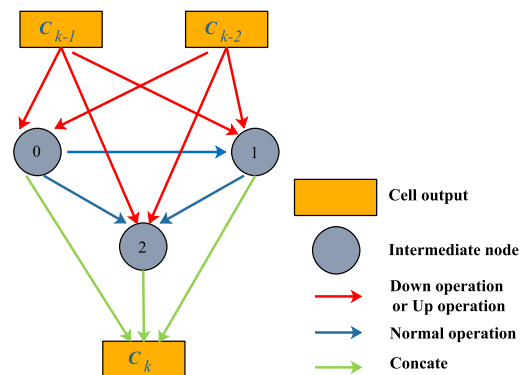 C k-1
C k-2
0
1
2
C k
Cell output
Intermediate node
Down operation
or Up operation
Normal operation
Concate